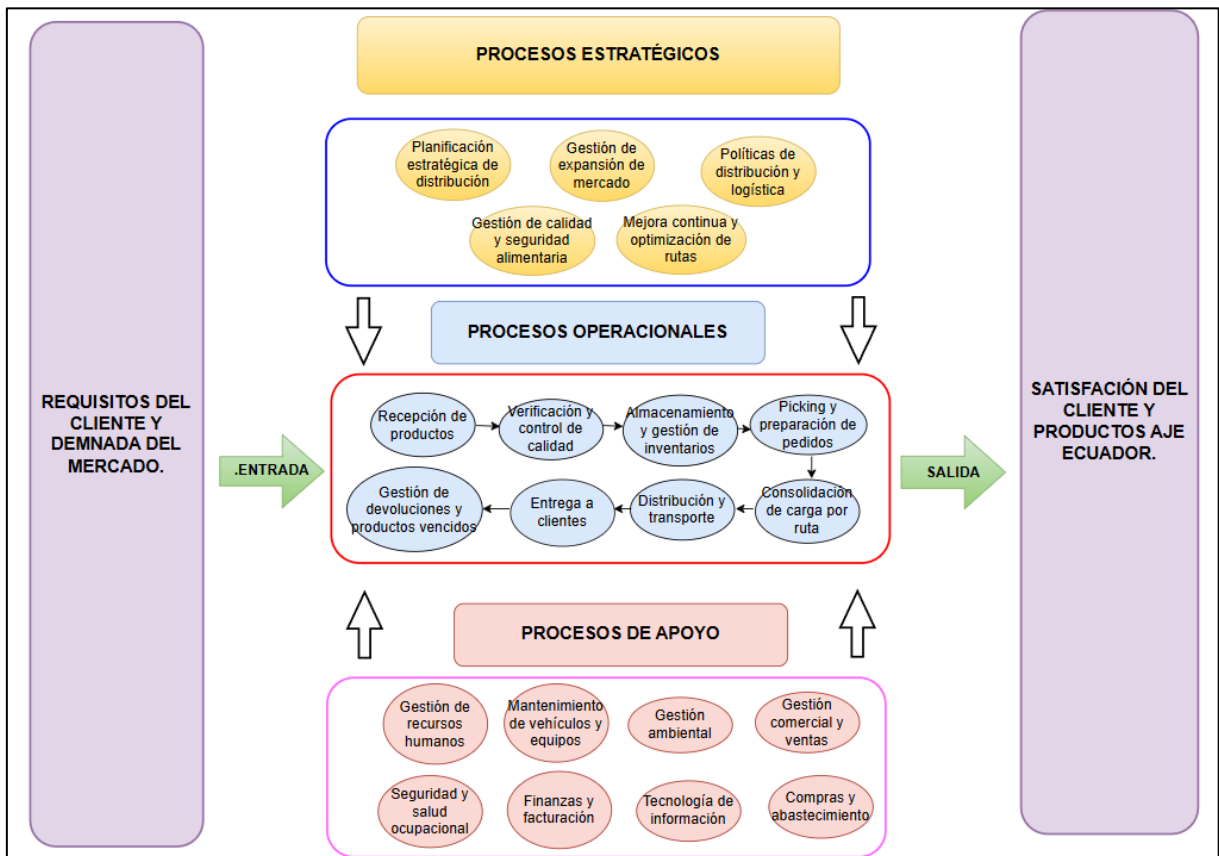 PROCESOS ESTRATÉGICOS
Planificación
estratégica de
distribución
Gestión de
expansión de
mercado
Políticas de
distribución y
logística
Gestión de calidad
y seguridad
alimentaria
Mejora continua y
optimización de
rutas
PROCESOS OPERACIONALES
REQUISITOS DEL
CLIENTE Y
DEMNADA DEL
MERCADO.
.ENTRADA
Recepción de
productos
Verificación y
control de
calidad
Almacenamiento
y gestión de
inventarios
Picking y
preparación de
pedidos
Consolidación
de carga por
ruta
Distribución y
transporte
Entrega a
clientes
Gestión de
devoluciones y
productos vencidos
SALIDA
SATISFACIÓN DEL
CLIENTE Y
PRODUCTOS AJE
ECUADOR.
PROCESOS DE APOYO
Gestión de
recursos
humanos
Mantenimiento
de vehículos y
equipos
Gestión
ambiental
Gestión
comercial y
ventas
Seguridad y
salud
ocupacional
Finanzas y
facturación
Tecnología de
información
Compras y
abastecimiento